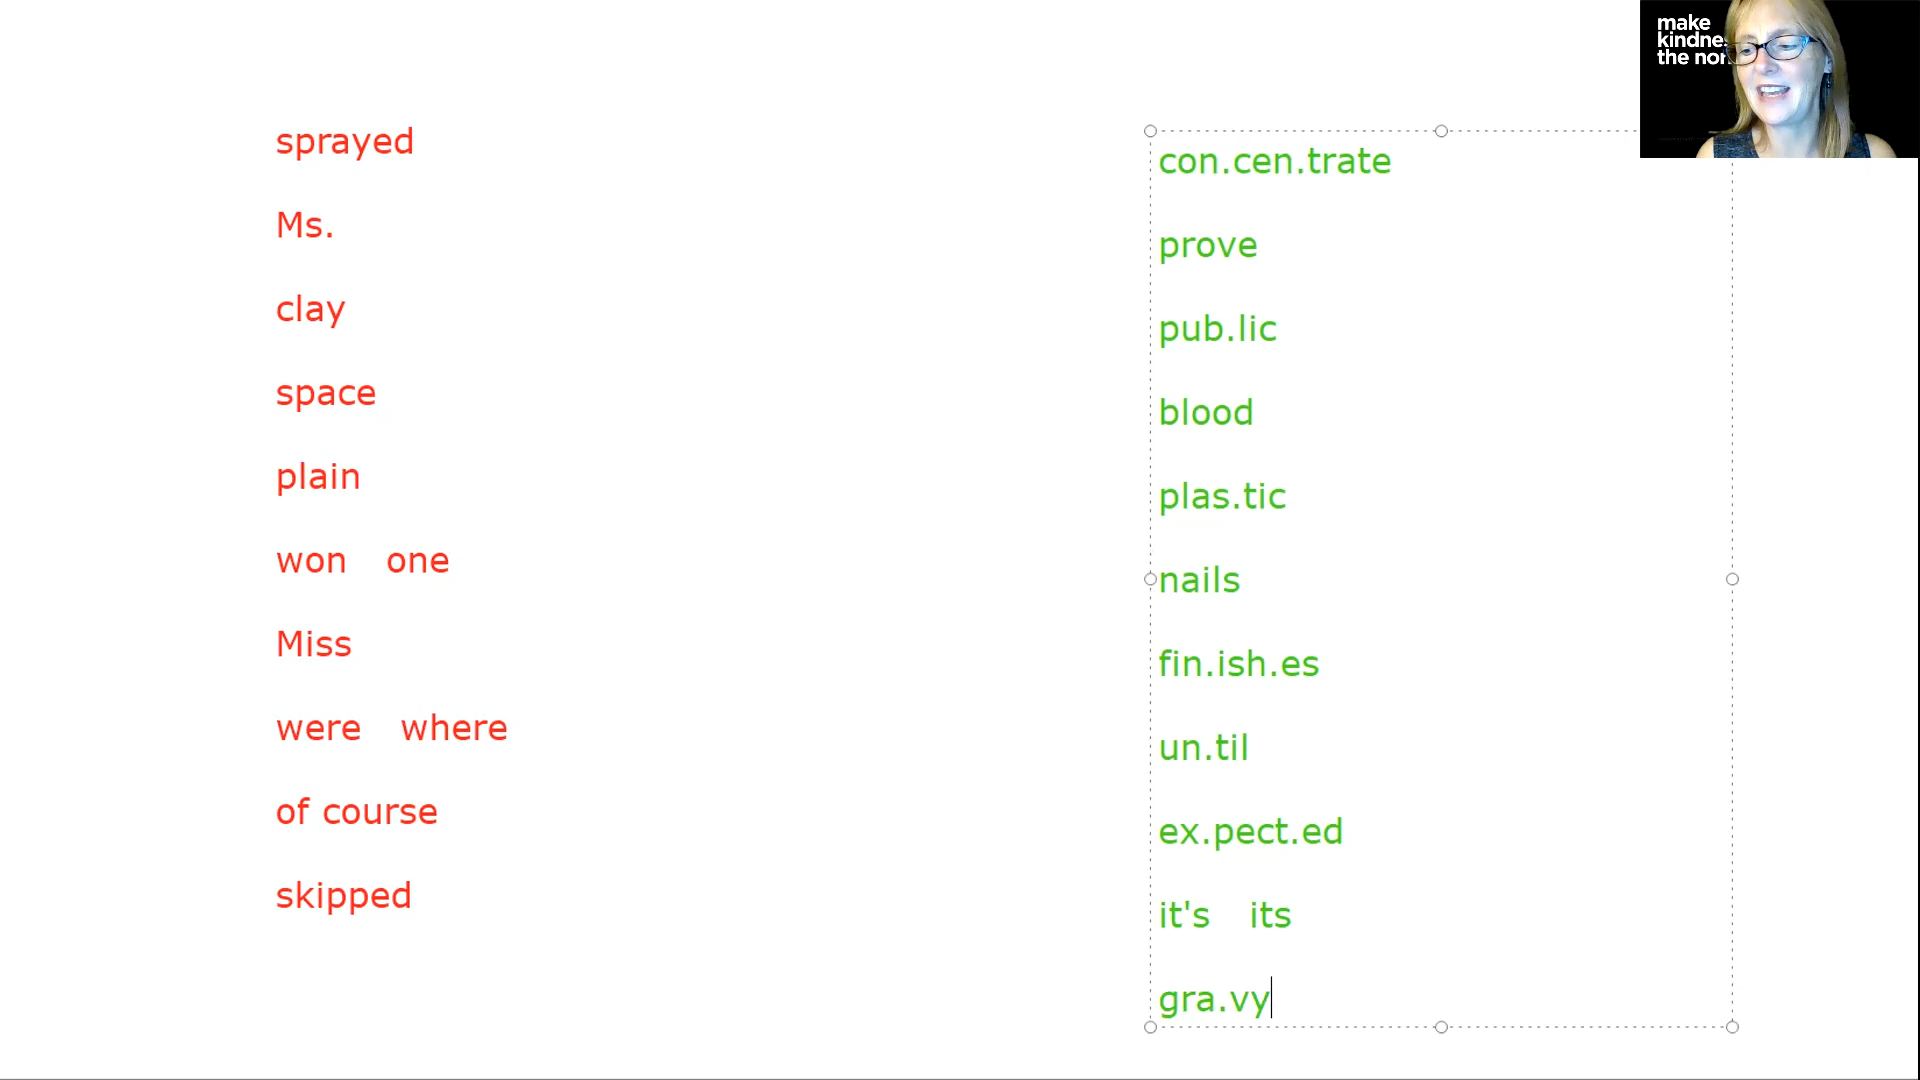 make
kindne
the nor
sprayed
Ms.
clay
space
plain
won one
Miss
were where
of course
skipped
con.cen.trate
prove
pub.lic
blood
plas.tic
nails
fin.ish.es
un.til
ex.pect.ed
it's its
gra.vy